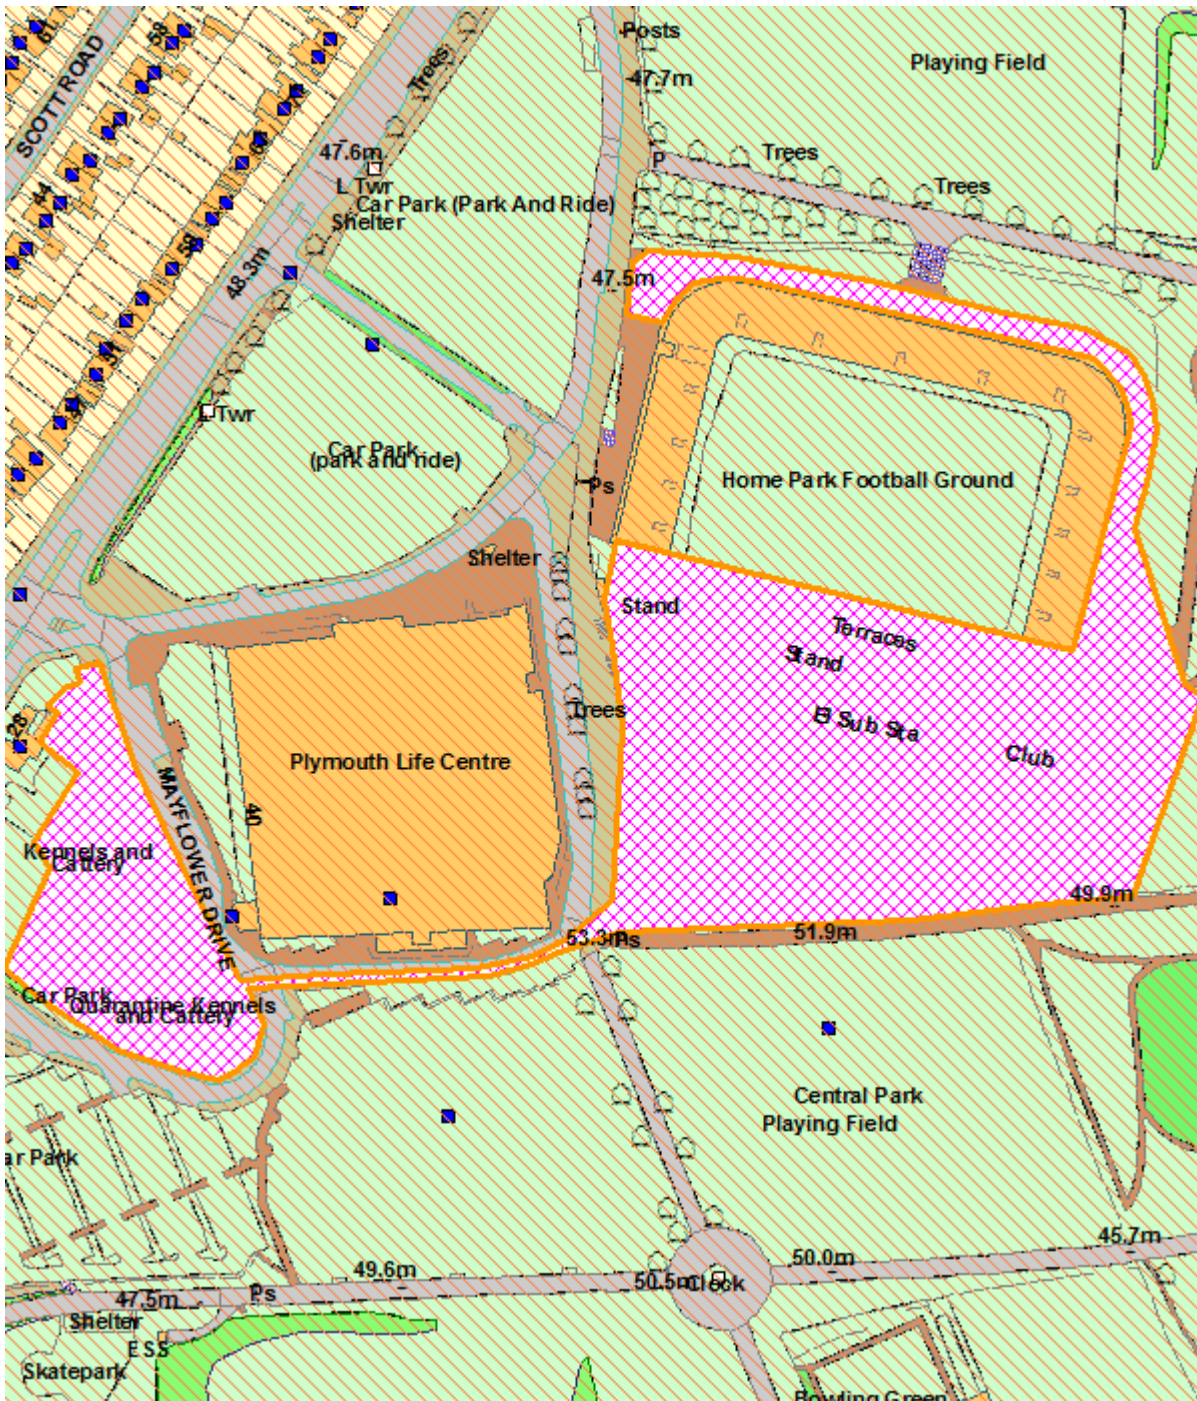 61
58
SCOTT ROAD
Trees
Posts
47.7m
Playing Field
47.6m
L Twr
Car Park (Park And Ride)
Shelter
P
Trees
Trees
44
59
48.3m
47.5m
51
L Twr
Car Park
(park and ride)
Ps
Home Park Football Ground
Shelter
Stand
Terraces
Stand
El Sub Sta
Club
28
Trees
Plymouth Life Centre
MAYFLOWER DRIVE
Kennels and
Cattery
49.9m
53.3m
Ps
51.9m
Car Park
Quarantine Kennels
and Cattery
Central Park
Playing Field
ar Park
45.7m
50.0m
49.6m
50.5m
Clock
47.5m
Ps
Shelter
ESS
Skatepark
Bowling Green